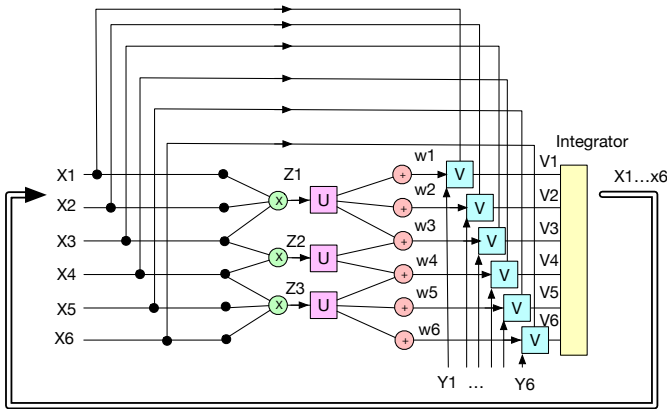 Integrator
X1...x6
X1 Z1 w1 V1
X U + V
X2 w2 V2
+ V
X3 Z2 w3 V3
X U + V
X4 w4 V4
Z3 + V
X5 w5 V5
X U + V
X6 w6 V6
+ V
Y1 ... Y6